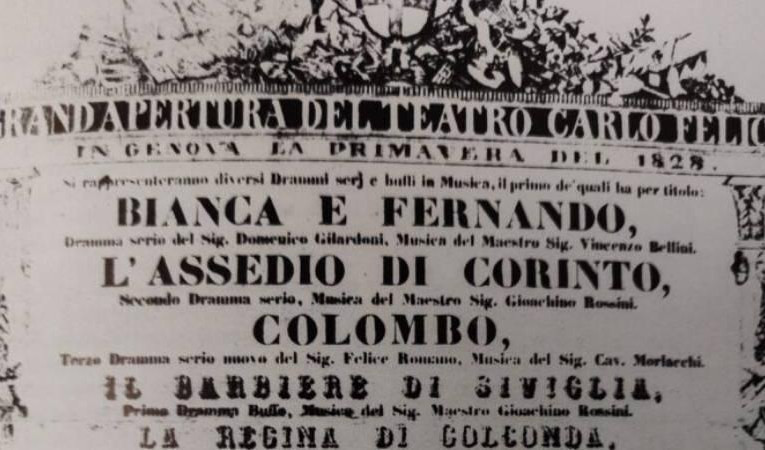 RAND APERTURA DEL TEATRO CARLO FELIC
IN GENOVA LA PRIMAVERA DEL 1828.
Si rappresenteranno diversi Drammi serj e buffi in Musica, il primo de' quali ha per titolo:
BIANCA E FERNANDO,
Dramma serio del Sig. Domenico Gilardoni, Musica del Maestro Sig. Vincenzo Bellini.
L'ASSEDIO DI CORINTO,
Secondo Dramma serio, Musica del Maestro Sig. Gioachino Rossini.
COLOMBO,
Terzo Dramma serio nuovo del Sig. Felice Romano, Musica del Sig. Cav. Morlacchi.
IL BARBIERE DI SIVIGLIA,
Primo Dramma Buffo, Musica del Sig. Maestro Gioachino Rossini.
LA REGINA DI GOLCONDA,